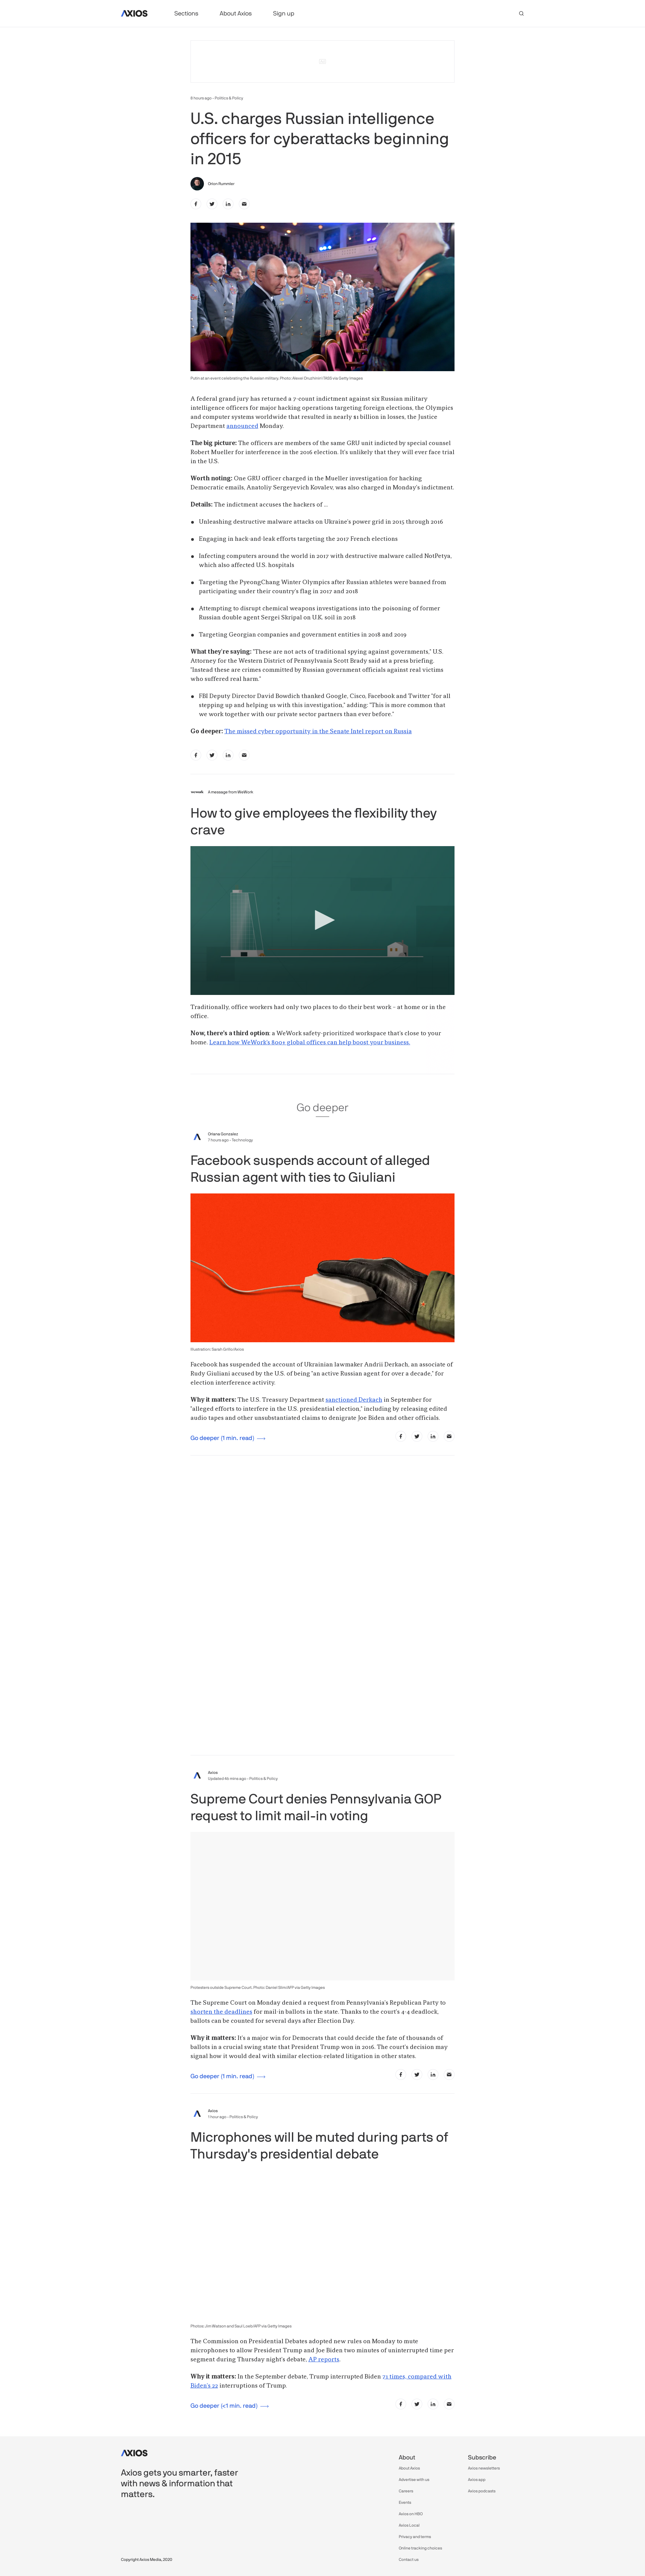 AXIOS
Sections
About Axios
Sign up
8 hours ago - Politics & Policy
U.S. charges Russian intelligence
officers for cyberattacks beginning
in 2015
Orion Rummler
Putin at an event celebrating the Russian military. Photo: Alexei Druzhinin\TASS via Getty Images
A federal grand jury has returned a 7-count indictment against six Russian military
intelligence officers for major hacking operations targeting foreign elections, the Olympics
and computer systems worldwide that resulted in nearly $1 billion in losses, the Justice
Department announced Monday.
The big picture: The officers are members of the same GRU unit indicted by special counsel
Robert Mueller for interference in the 2016 election. It's unlikely that they will ever face trial
in the U.S.
Worth noting: One GRU officer charged in the Mueller investigation for hacking
Democratic emails, Anatoliy Sergeyevich Kovalev, was also charged in Monday's indictment.
Details: The indictment accuses the hackers of ...
Unleashing destructive malware attacks on Ukraine's power grid in 2015 through 2016
Engaging in hack-and-leak efforts targeting the 2017 French elections
Infecting computers around the world in 2017 with destructive malware called NotPetya,
which also affected U.S. hospitals
Targeting the PyeongChang Winter Olympics after Russian athletes were banned from
participating under their country's flag in 2017 and 2018
Attempting to disrupt chemical weapons investigations into the poisoning of former
Russian double agent Sergei Skripal on U.K. soil in 2018
Targeting Georgian companies and government entities in 2018 and 2019
What they're saying: "These are not acts of traditional spying against governments," U.S.
Attorney for the Western District of Pennsylvania Scott Brady said at a press briefing.
"Instead these are crimes committed by Russian government officials against real victims
who suffered real harm."
FBI Deputy Director David Bowdich thanked Google, Cisco, Facebook and Twitter "for all
stepping up and helping us with this investigation," adding: "This is more common that
we work together with our private sector partners than ever before."
Go deeper: The missed cyber opportunity in the Senate Intel report on Russia
wework
A message from WeWork
How to give employees the flexibility they
crave
Traditionally, office workers had only two places to do their best work – at home or in the
office.
Now, there's a third option: a WeWork safety-prioritized workspace that's close to your
home. Learn how WeWork's 800+ global offices can help boost your business.
Go deeper
Oriana Gonzalez
7 hours ago - Technology
Facebook suspends account of alleged
Russian agent with ties to Giuliani
Illustration: Sarah Grillo/Axios
Facebook has suspended the account of Ukrainian lawmaker Andrii Derkach, an associate of
Rudy Giuliani accused by the U.S. of being "an active Russian agent for over a decade," for
election interference activity.
Why it matters: The U.S. Treasury Department sanctioned Derkach in September for
"alleged efforts to interfere in the U.S. presidential election," including by releasing edited
audio tapes and other unsubstantiated claims to denigrate Joe Biden and other officials.
Go deeper (1 min. read)
Axios
Updated 46 mins ago - Politics & Policy
Supreme Court denies Pennsylvania GOP
request to limit mail-in voting
Protesters outside Supreme Court. Photo: Daniel Slim/AFP via Getty Images
The Supreme Court on Monday denied a request from Pennsylvania's Republican Party to
shorten the deadlines for mail-in ballots in the state. Thanks to the court's 4-4 deadlock,
ballots can be counted for several days after Election Day.
Why it matters: It's a major win for Democrats that could decide the fate of thousands of
ballots in a crucial swing state that President Trump won in 2016. The court's decision may
signal how it would deal with similar election-related litigation in other states.
Go deeper (1 min. read)
Axios
1 hour ago - Politics & Policy
Microphones will be muted during parts of
Thursday's presidential debate
Photos: Jim Watson and Saul Loeb/AFP via Getty Images
The Commission on Presidential Debates adopted new rules on Monday to mute
microphones to allow President Trump and Joe Biden two minutes of uninterrupted time per
segment during Thursday night's debate, AP reports.
Why it matters: In the September debate, Trump interrupted Biden 71 times, compared with
Biden's 22 interruptions of Trump.
Go deeper (<1 min. read)
AXIOS
Axios gets you smarter, faster
with news & information that
matters.
About
About Axios
Advertise with us
Careers
Events
Axios on HBO
Axios Local
Privacy and terms
Online tracking choices
Contact us
Subscribe
Axios newsletters
Axios app
Axios podcasts
Copyright Axios Media, 2020